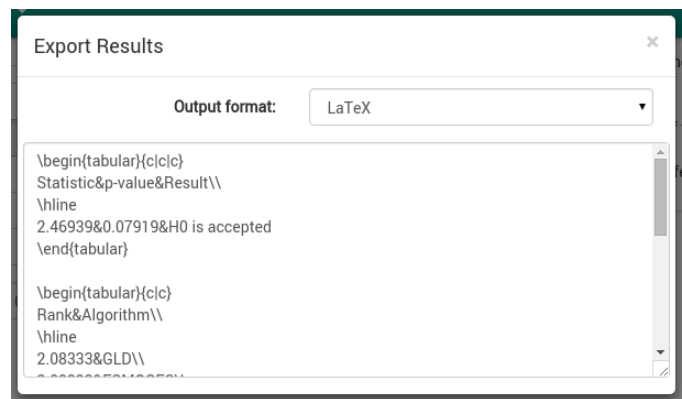 Export Results
×
Output format:
LaTeX
\begin{tabular}{c|c|c}
Statistic&p-value&Result\\
\hline
2.46939&0.07919&H0 is accepted
\end{tabular}
\begin{tabular}{c|c}
Rank&Algorithm\\
\hline
2.08333&GLD\\